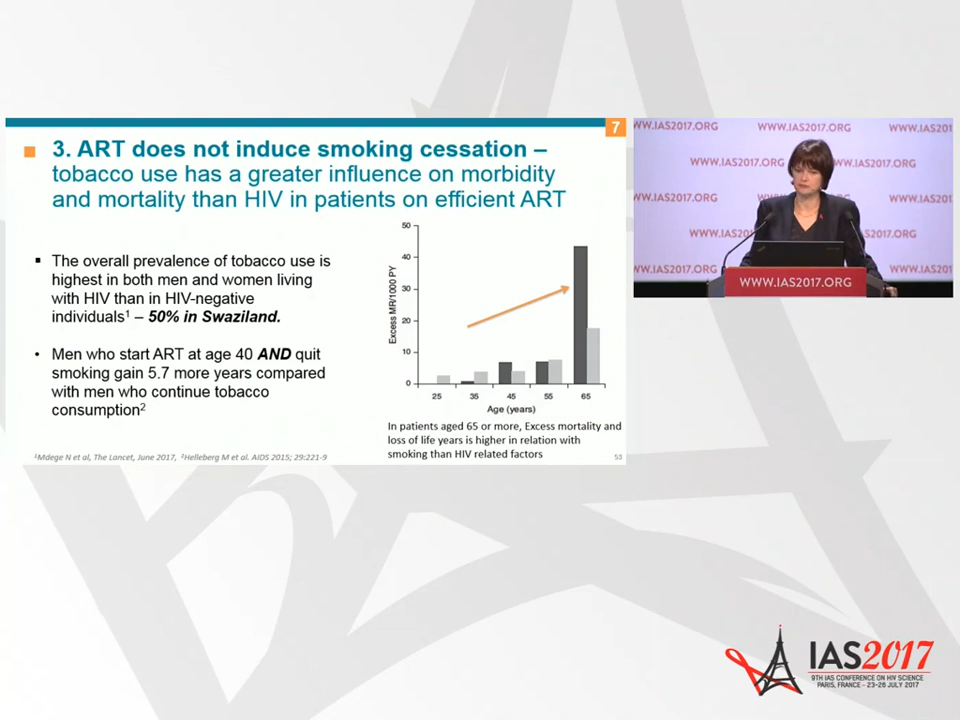 7
3. ART does not induce smoking cessation –
tobacco use has a greater influence on morbidity
and mortality than HIV in patients on efficient ART
The overall prevalence of tobacco use is
highest in both men and women living
with HIV than in HIV-negative
individuals¹ – 50% in Swaziland.
Men who start ART at age 40 AND quit
smoking gain 5.7 more years compared
with men who continue tobacco
consumption²
Excess MR/1000 PY
50
40
30
20
10
0
25 35 45 55 65
Age (years)
In patients aged 65 or more, Excess mortality and
loss of life years is higher in relation with
smoking than HIV related factors
¹Mdege N et al, The Lancet, June 2017, ²Helleberg M et al. AIDS 2015; 29:221-9
53
WW.IAS2017.ORG WWW.IAS2017.ORG WWW.IAS20
WWW.IAS2017.ORG WW.IAS2017.ORG
WW.IAS2017.ORG WWW.IAS20
WWW.IAS2017.ORG AS2017.ORG
WW.IAS2017.ORG WWW.IAS20
WWW.IAS2017.ORG
IAS2017
9TH IAS CONFERENCE ON HIV SCIENCE
PARIS, FRANCE - 23-26 JULY 2017